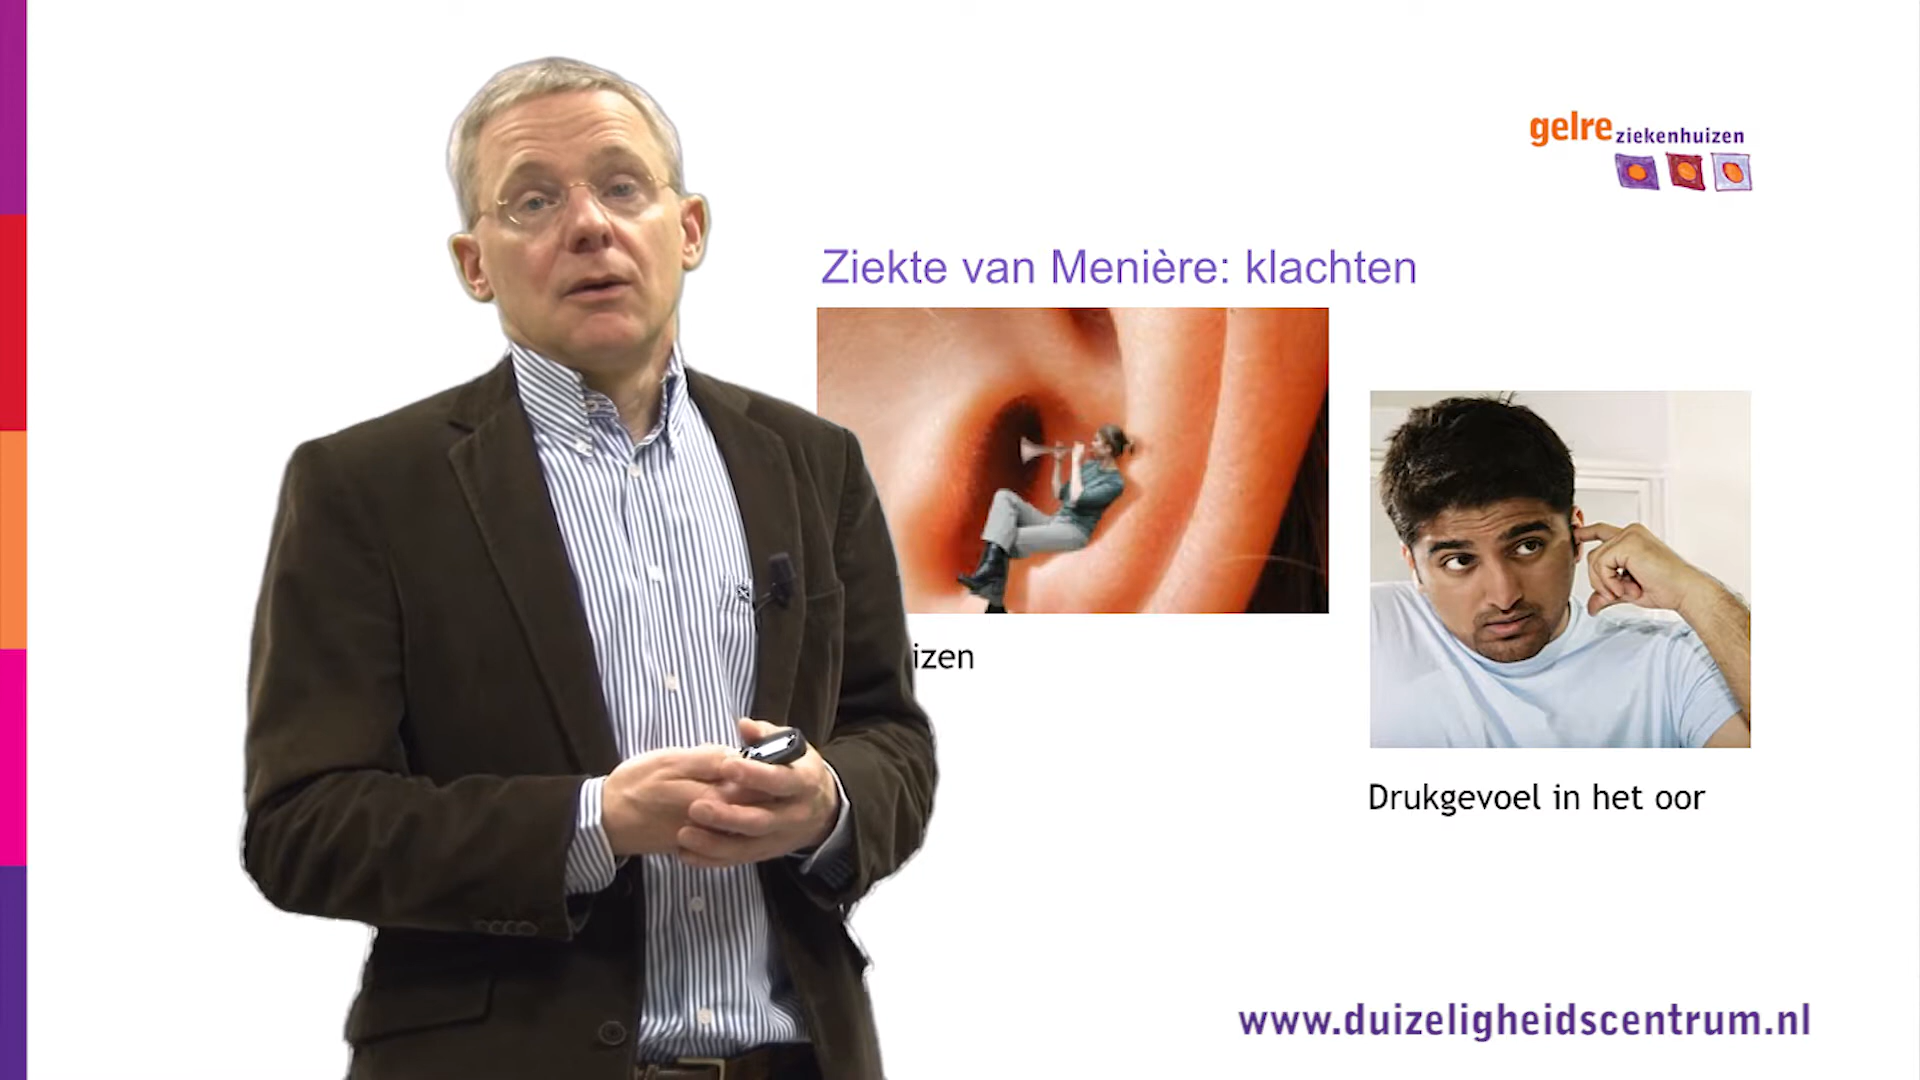 gelre ziekenhuizen
Ziekte van Menière: klachten
izen
Drukgevoel in het oor
www.duizeligheidscentrum.nl